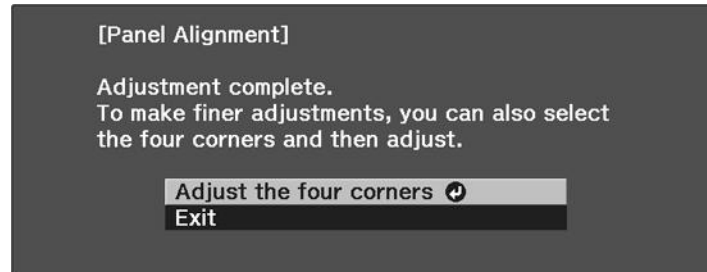 [Panel Alignment]
Adjustment complete.
To make finer adjustments, you can also select
the four corners and then adjust.
Adjust the four corners
Exit